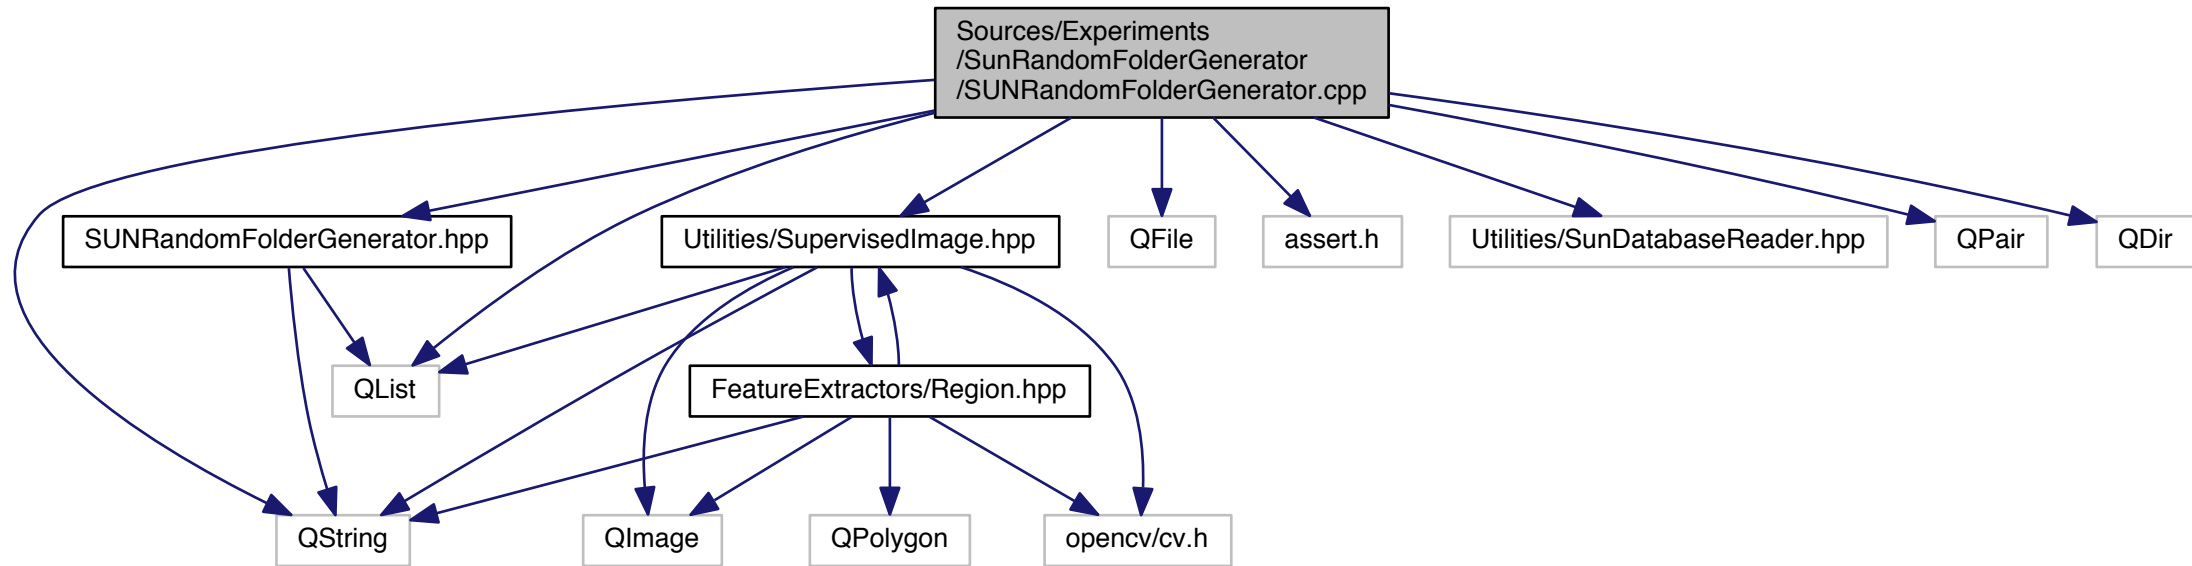 Sources/Experiments
/SunRandomFolderGenerator
/SUNRandomFolderGenerator.cpp
SUNRandomFolderGenerator.hpp
Utilities/SupervisedImage.hpp
QFile
assert.h
Utilities/SunDatabaseReader.hpp
QPair
QDir
QList
FeatureExtractors/Region.hpp
QString
QImage
QPolygon
opencv/cv.h